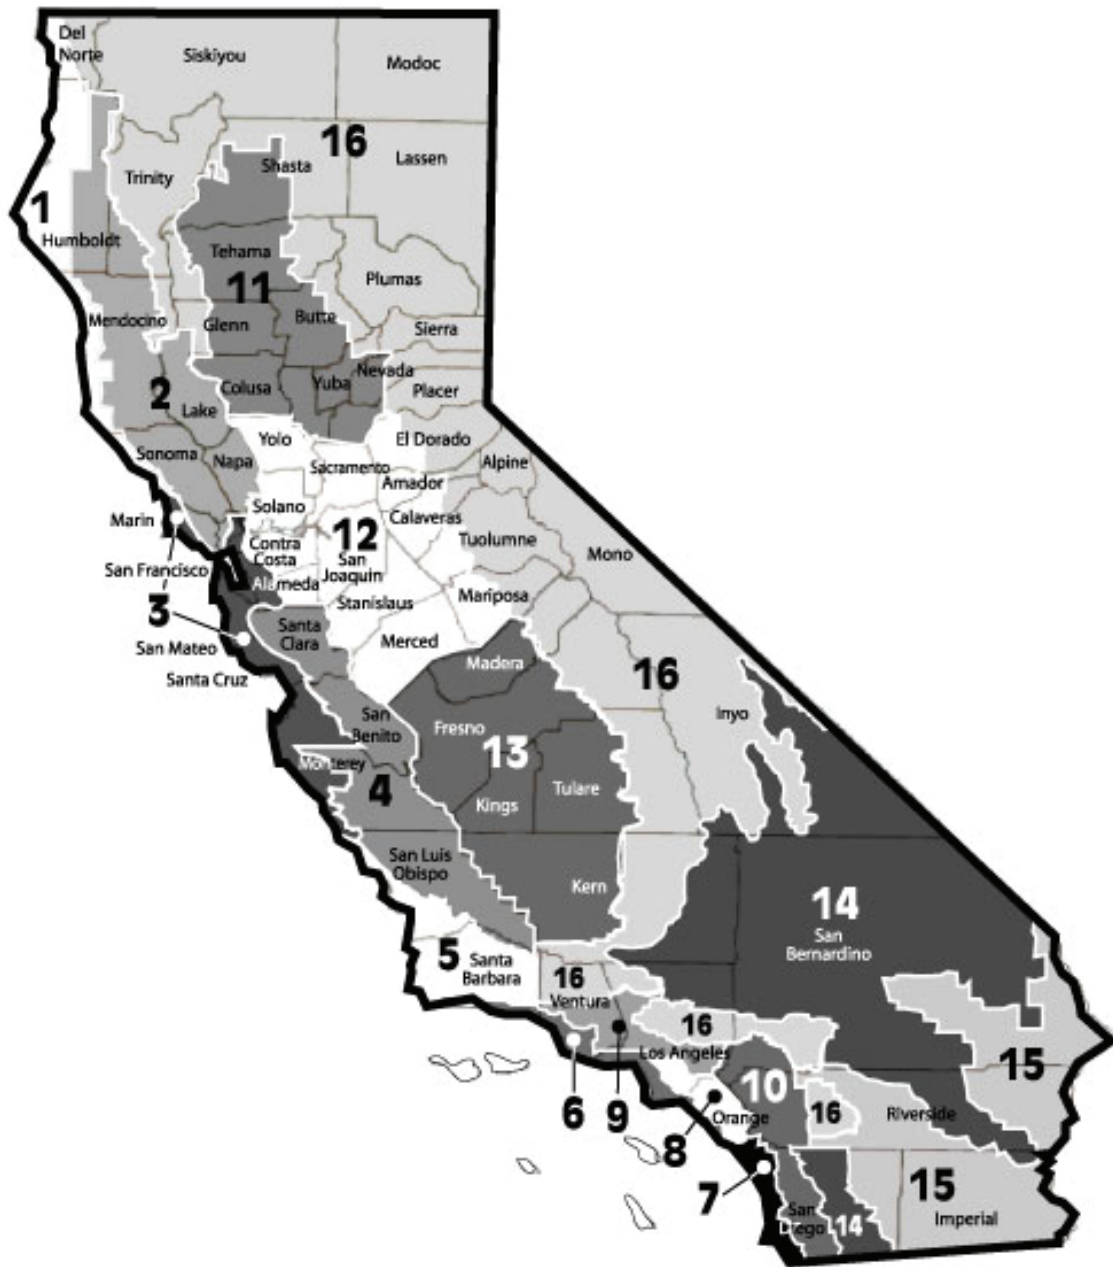 Del
Norte
Siskiyou
Modoc
16
Shasta
Lassen
Trinity
1
Humboldt
Tehama
11
Plumas
Mendocino
Glenn
Butte
Sierra
2
Lake
Colusa
Yuba
Nevada
Placer
Sonoma
Napa
Yolo
El Dorado
Sacramento
Alpine
Amador
Marin
Solano
Calaveras
12
Contra
Costa
San
Joaquin
Tuolumne
Mono
San Francisco
Alameda
3
Stanislaus
Mariposa
San Mateo
Santa
Clara
Merced
Santa Cruz
Madera
16
Inyo
San
Benito
Fresno
13
Monterey
4
Kings
Tulare
San Luis
Obispo
Kern
14
San
Bernardino
5
Santa
Barbara
16
Ventura
16
Los Angeles
15
6
9
8
Orange
10
16
Riverside
7
San
Diego
14
15
Imperial